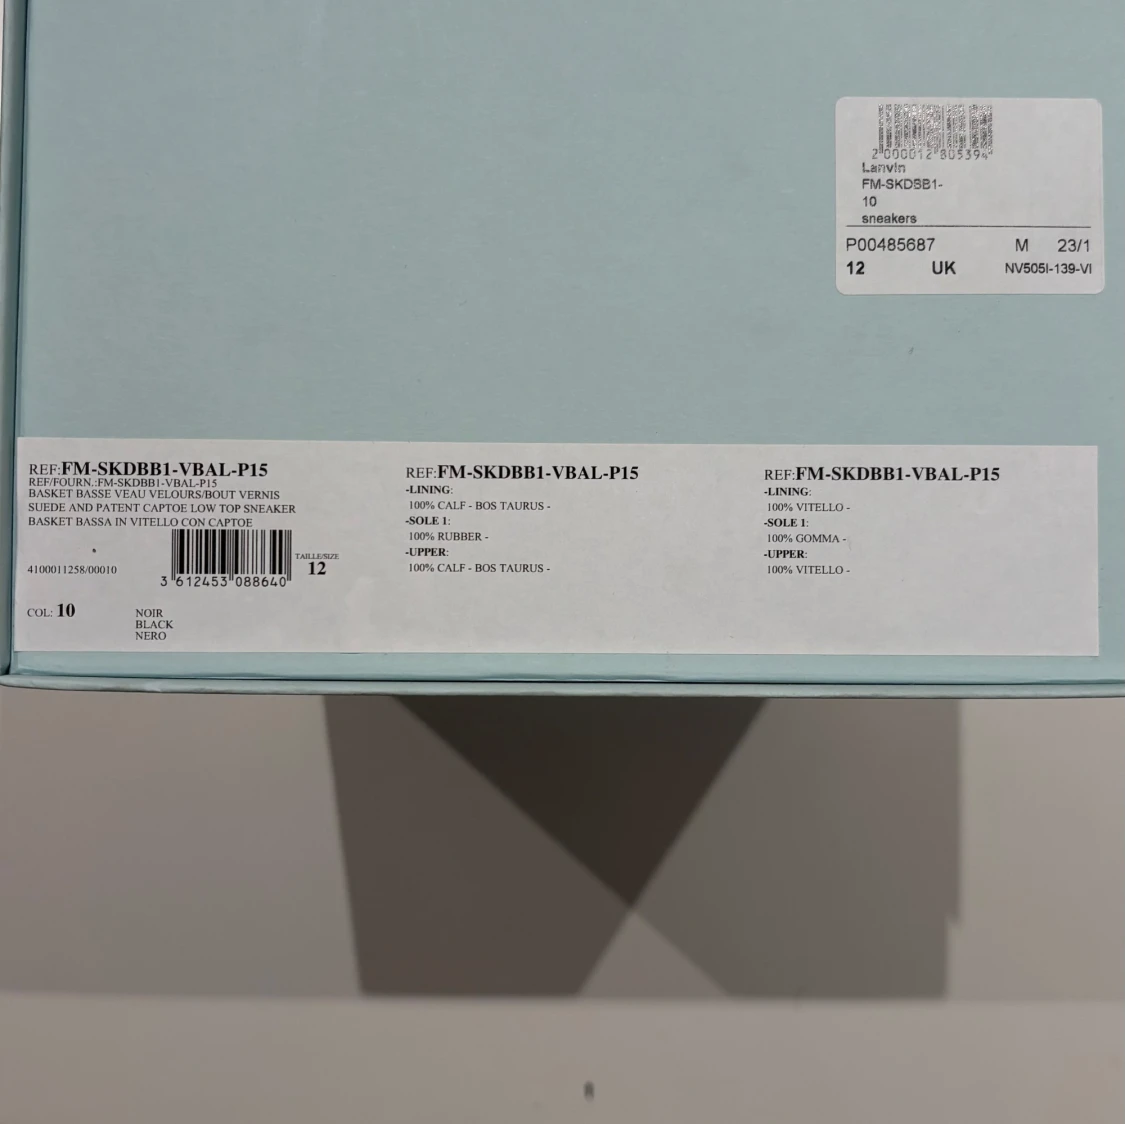 2 000012 805394
Lanvin
FM-SKDBB1-
10
sneakers
P00485687 M 23/1
12 UK NV505I-139-VI
REF:FM-SKDBB1-VBAL-P15
REF/FOURN.:FM-SKDBB1-VBAL-P15
BASKET BASSE VEAU VELOURS/BOUT VERNIS
SUEDE AND PATENT CAPTOE LOW TOP SNEAKER
BASKET BASSA IN VITELLO CON CAPTOE
TAILLE/SIZE
4100011258/00010 12
3 612453 088640
COL: 10 NOIR
BLACK
NERO
REF:FM-SKDBB1-VBAL-P15
-LINING:
100% CALF - BOS TAURUS -
-SOLE 1:
100% RUBBER -
-UPPER:
100% CALF - BOS TAURUS -
REF:FM-SKDBB1-VBAL-P15
-LINING:
100% VITELLO -
-SOLE 1:
100% GOMMA -
-UPPER:
100% VITELLO -